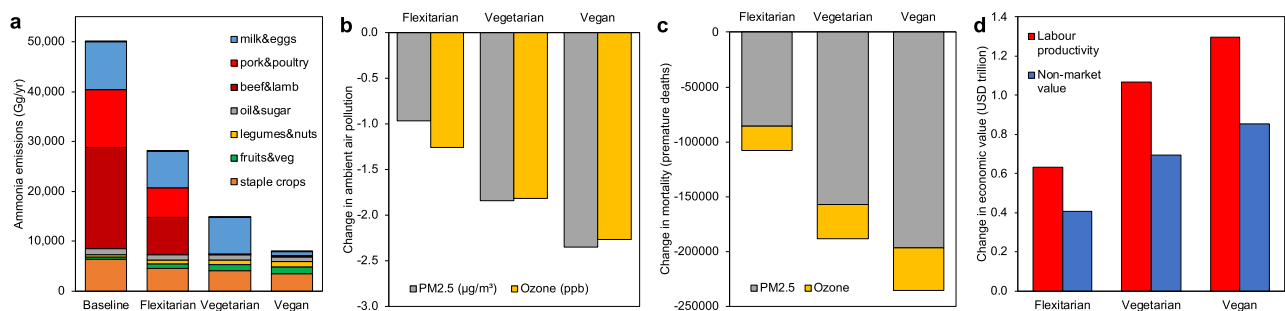 a
Ammonia emissions (Gg/yr)
50,000
40,000
30,000
20,000
10,000
0
milk&eggs
pork&poultry
beef&lamb
oil&sugar
legumes&nuts
fruits&veg
staple crops
Baseline
Flexitarian
Vegetarian
Vegan
b
Flexitarian
Vegetarian
Vegan
Change in ambient air pollution
0.0
-0.5
-1.0
-1.5
-2.0
-2.5
-3.0
PM2.5 (µg/m³)
Ozone (ppb)
c
Flexitarian
Vegetarian
Vegan
Change in mortality (premature deaths)
0
-50000
-100000
-150000
-200000
-250000
PM2.5
Ozone
d
Change in economic value (USD trillion)
1.4
1.2
1.0
0.8
0.6
0.4
0.2
0.0
Labour
productivity
Non-market
value
Flexitarian
Vegetarian
Vegan